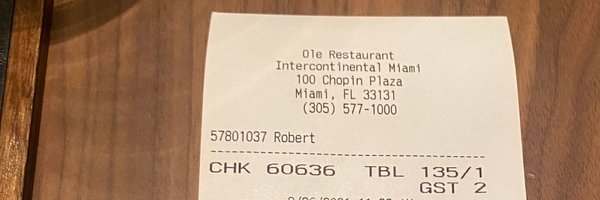 Ole Restaurant
Intercontinental Miami
100 Chopin Plaza
Miami, FL 33131
(305) 577-1000
57801037 Robert
CHK 60636 TBL 135/1
GST 2